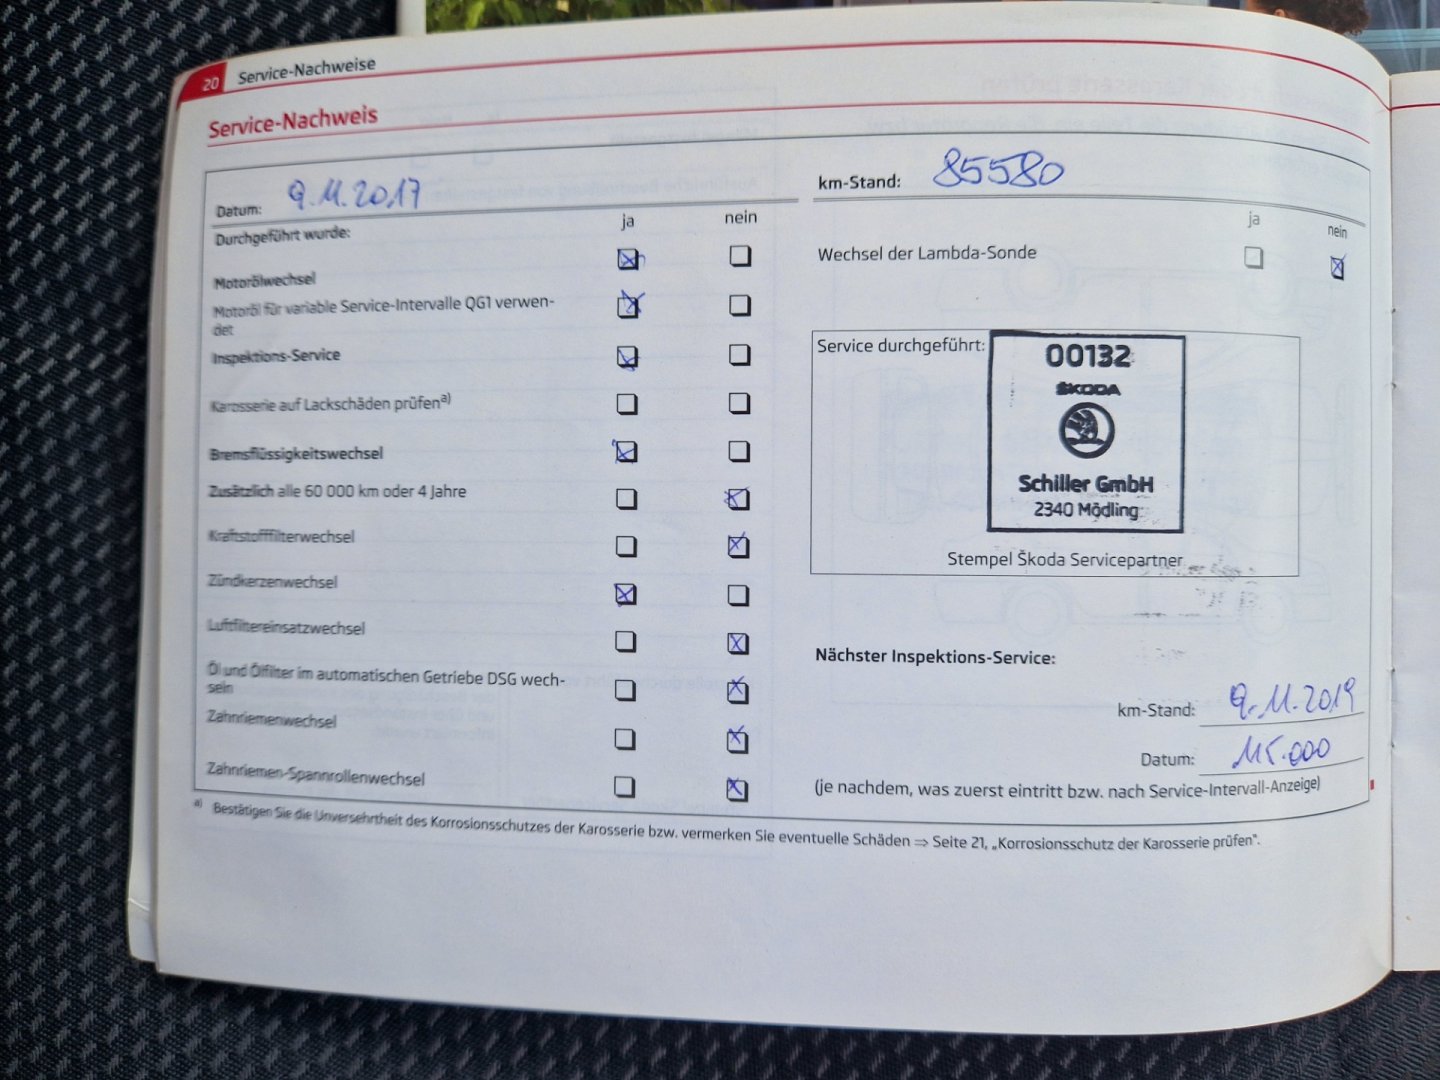 20 Service-Nachweise
Service-Nachweis
Datum: 9.11.2017
km-Stand: 85580
Durchgeführt wurde:
ja nein
Motorölwechsel
Motoröl für variable Service-Intervalle QG1 verwen-
det
Inspektions-Service
Karosserie auf Lackschäden prüfena)
Bremsflüssigkeitswechsel
Zusätzlich alle 60 000 km oder 4 Jahre
Kraftstofffilterwechsel
Zündkerzenwechsel
Luftfiltereinsatzwechsel
Öl und Ölfilter im automatischen Getriebe DSG wech-
seln
Zahnriemenwechsel
Zahnriemen-Spannrollenwechsel
ja nein
Wechsel der Lambda-Sonde
Service durchgeführt:
00132
ŠKODA
Schiller GmbH
2340 Mödling
Stempel Škoda Servicepartner
Nächster Inspektions-Service:
km-Stand: 9.11.2019
Datum: 115.000
(je nachdem, was zuerst eintritt bzw. nach Service-Intervall-Anzeige)
a) Bestätigen Sie die Unversehrtheit des Korrosionsschutzes der Karosserie bzw. vermerken Sie eventuelle Schäden ⇒ Seite 21, „Korrosionsschutz der Karosserie prüfen".